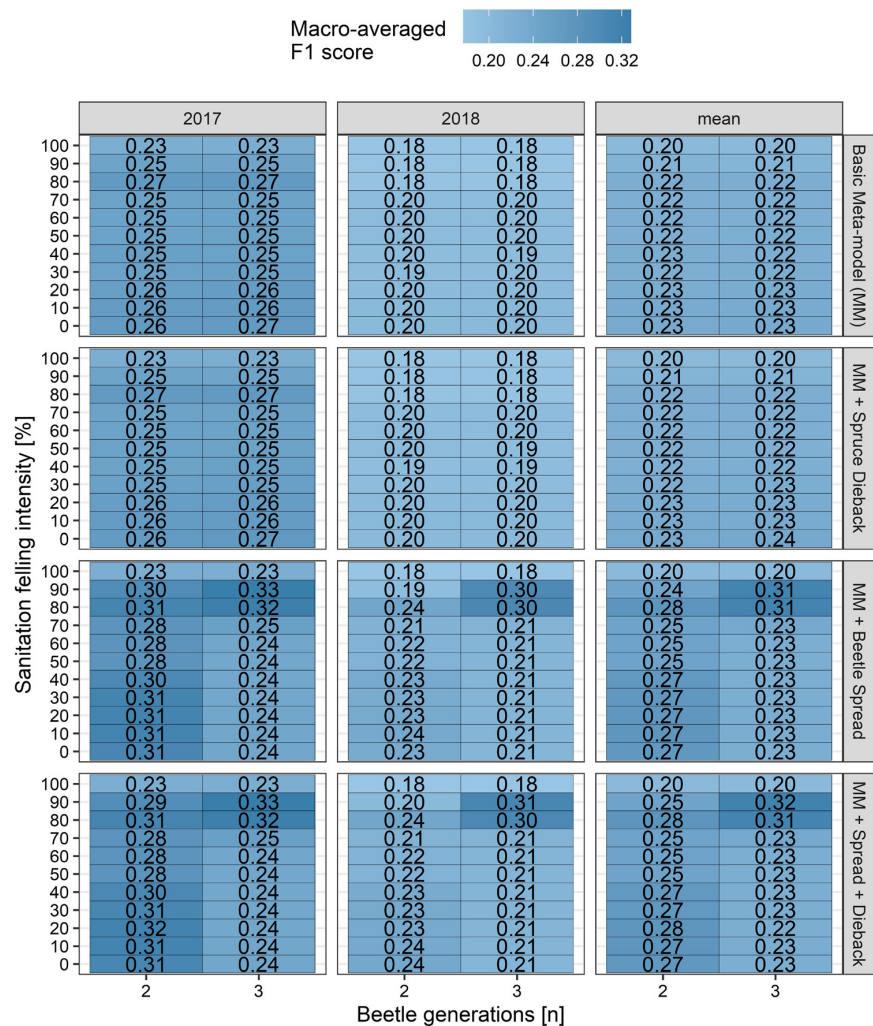 Macro-averaged
F1 score
0.20 0.24 0.28 0.32
2017 2018 mean
Sanitation felling intensity [%]
Basic Meta-model (MM)
100 0.23 0.23 0.18 0.18 0.20 0.20
90 0.25 0.25 0.18 0.18 0.21 0.21
80 0.27 0.27 0.18 0.18 0.22 0.22
70 0.25 0.25 0.20 0.20 0.22 0.22
60 0.25 0.25 0.20 0.20 0.22 0.22
50 0.25 0.25 0.20 0.20 0.22 0.22
40 0.25 0.25 0.20 0.19 0.23 0.22
30 0.25 0.25 0.19 0.20 0.22 0.22
20 0.26 0.26 0.20 0.20 0.23 0.23
10 0.26 0.26 0.20 0.20 0.23 0.23
0 0.26 0.27 0.20 0.20 0.23 0.23
MM + Spruce Dieback
100 0.23 0.23 0.18 0.18 0.20 0.20
90 0.25 0.25 0.18 0.18 0.21 0.21
80 0.27 0.27 0.18 0.18 0.22 0.22
70 0.25 0.25 0.20 0.20 0.22 0.22
60 0.25 0.25 0.20 0.20 0.22 0.22
50 0.25 0.25 0.20 0.19 0.22 0.22
40 0.25 0.25 0.19 0.19 0.22 0.22
30 0.25 0.25 0.20 0.20 0.22 0.22
20 0.26 0.26 0.20 0.20 0.23 0.23
10 0.26 0.26 0.20 0.20 0.23 0.23
0 0.26 0.27 0.20 0.20 0.23 0.24
MM + Beetle Spread
100 0.23 0.23 0.18 0.18 0.20 0.20
90 0.30 0.33 0.19 0.30 0.24 0.31
80 0.31 0.32 0.24 0.30 0.28 0.31
70 0.28 0.25 0.21 0.21 0.25 0.23
60 0.28 0.24 0.22 0.21 0.25 0.23
50 0.28 0.24 0.22 0.21 0.25 0.23
40 0.30 0.24 0.23 0.21 0.27 0.23
30 0.31 0.24 0.23 0.21 0.27 0.23
20 0.31 0.24 0.23 0.21 0.27 0.23
10 0.31 0.24 0.24 0.21 0.27 0.23
0 0.31 0.24 0.23 0.21 0.27 0.23
MM + Spread + Dieback
100 0.23 0.23 0.18 0.18 0.20 0.20
90 0.29 0.33 0.20 0.31 0.25 0.32
80 0.31 0.32 0.24 0.30 0.28 0.31
70 0.28 0.25 0.21 0.21 0.25 0.23
60 0.28 0.24 0.22 0.21 0.25 0.23
50 0.28 0.24 0.22 0.21 0.25 0.23
40 0.30 0.24 0.23 0.21 0.27 0.23
30 0.31 0.24 0.23 0.21 0.27 0.23
20 0.32 0.24 0.23 0.21 0.28 0.22
10 0.31 0.24 0.24 0.21 0.27 0.23
0 0.31 0.24 0.24 0.21 0.27 0.23
2 3 2 3 2 3
Beetle generations [n]